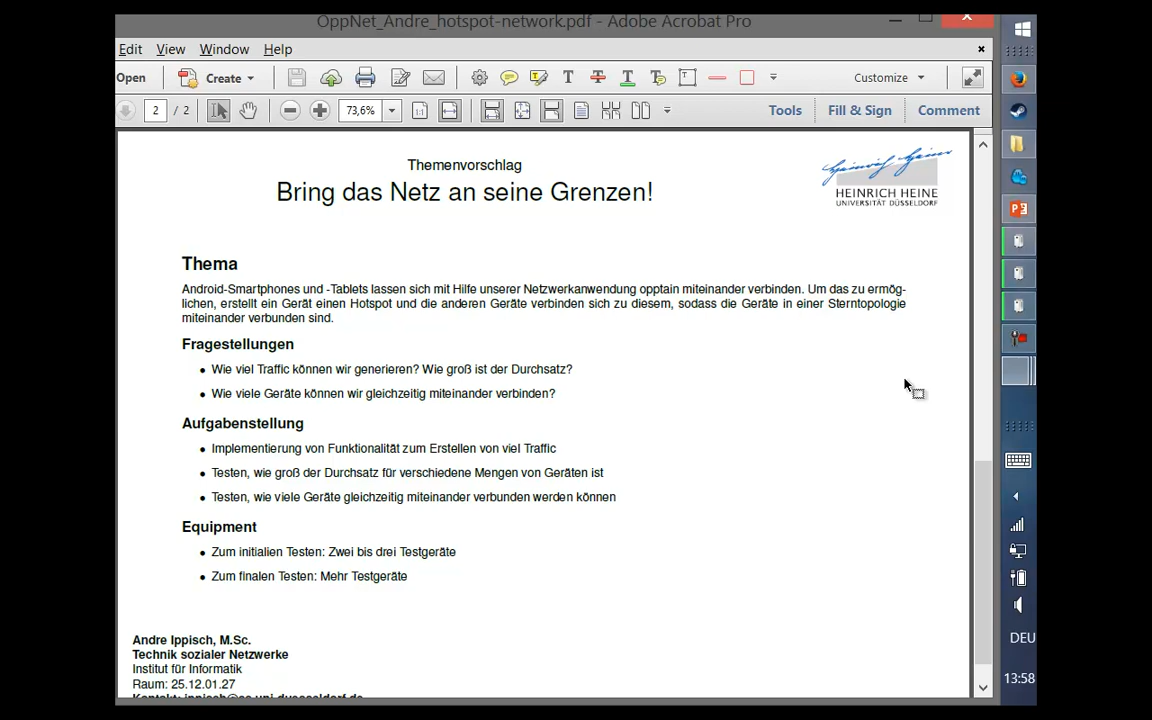 OppNet_Andre_hotspot-network.pdf - Adobe Acrobat Pro
Edit View Window Help
Open Create Customize
2 / 2 73,6% Tools Fill & Sign Comment
Themenvorschlag
Bring das Netz an seine Grenzen!
HEINRICH HEINE
UNIVERSITÄT DÜSSELDORF
Thema
Android-Smartphones und -Tablets lassen sich mit Hilfe unserer Netzwerkanwendung opptain miteinander verbinden. Um das zu ermög-
lichen, erstellt ein Gerät einen Hotspot und die anderen Geräte verbinden sich zu diesem, sodass die Geräte in einer Sterntopologie
miteinander verbunden sind.
Fragestellungen
• Wie viel Traffic können wir generieren? Wie groß ist der Durchsatz?
• Wie viele Geräte können wir gleichzeitig miteinander verbinden?
Aufgabenstellung
• Implementierung von Funktionalität zum Erstellen von viel Traffic
• Testen, wie groß der Durchsatz für verschiedene Mengen von Geräten ist
• Testen, wie viele Geräte gleichzeitig miteinander verbunden werden können
Equipment
• Zum initialien Testen: Zwei bis drei Testgeräte
• Zum finalen Testen: Mehr Testgeräte
Andre Ippisch, M.Sc.
Technik sozialer Netzwerke
Institut für Informatik
Raum: 25.12.01.27
Kontakt: ippisch@cs.uni-duesseldorf.de
DEU
13:58